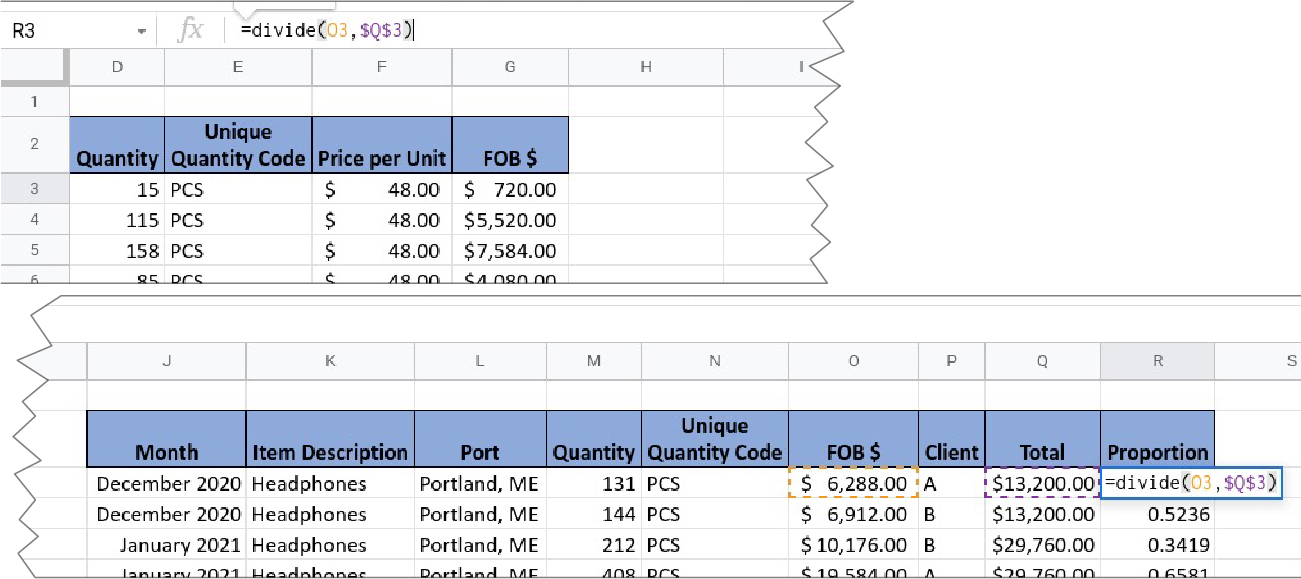 R3 fx =divide(O3,$Q$3)
D E F G H I
1
2 Quantity Unique Quantity Code Price per Unit FOB $
3 15 PCS $ 48.00 $ 720.00
4 115 PCS $ 48.00 $5,520.00
5 158 PCS $ 48.00 $7,584.00
6 85 PCS $ 48.00 $4,080.00
J K L M N O P Q R S
Month Item Description Port Quantity Unique Quantity Code FOB $ Client Total Proportion
December 2020 Headphones Portland, ME 131 PCS $ 6,288.00 A $13,200.00 =divide(O3,$Q$3)
December 2020 Headphones Portland, ME 144 PCS $ 6,912.00 B $13,200.00 0.5236
January 2021 Headphones Portland, ME 212 PCS $ 10,176.00 B $29,760.00 0.3419
January 2021 Headphones Portland, ME 408 PCS $ 19,584.00 A $29,760.00 0.6581